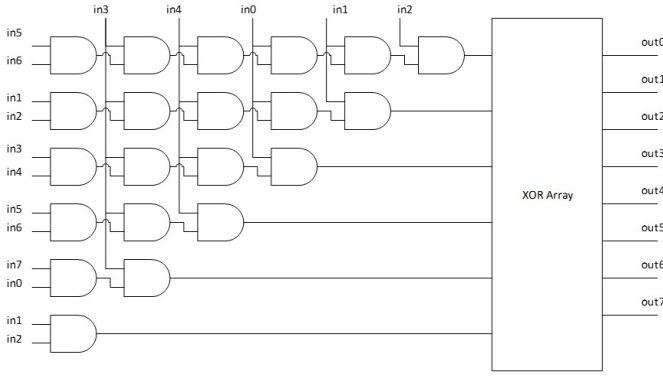 in3 in4 in0 in1 in2
in5
in6
out0
in1
in2
out1
out2
in3
in4
out3
XOR Array
out4
in5
in6
out5
in7
in0
out6
in1
in2
out7